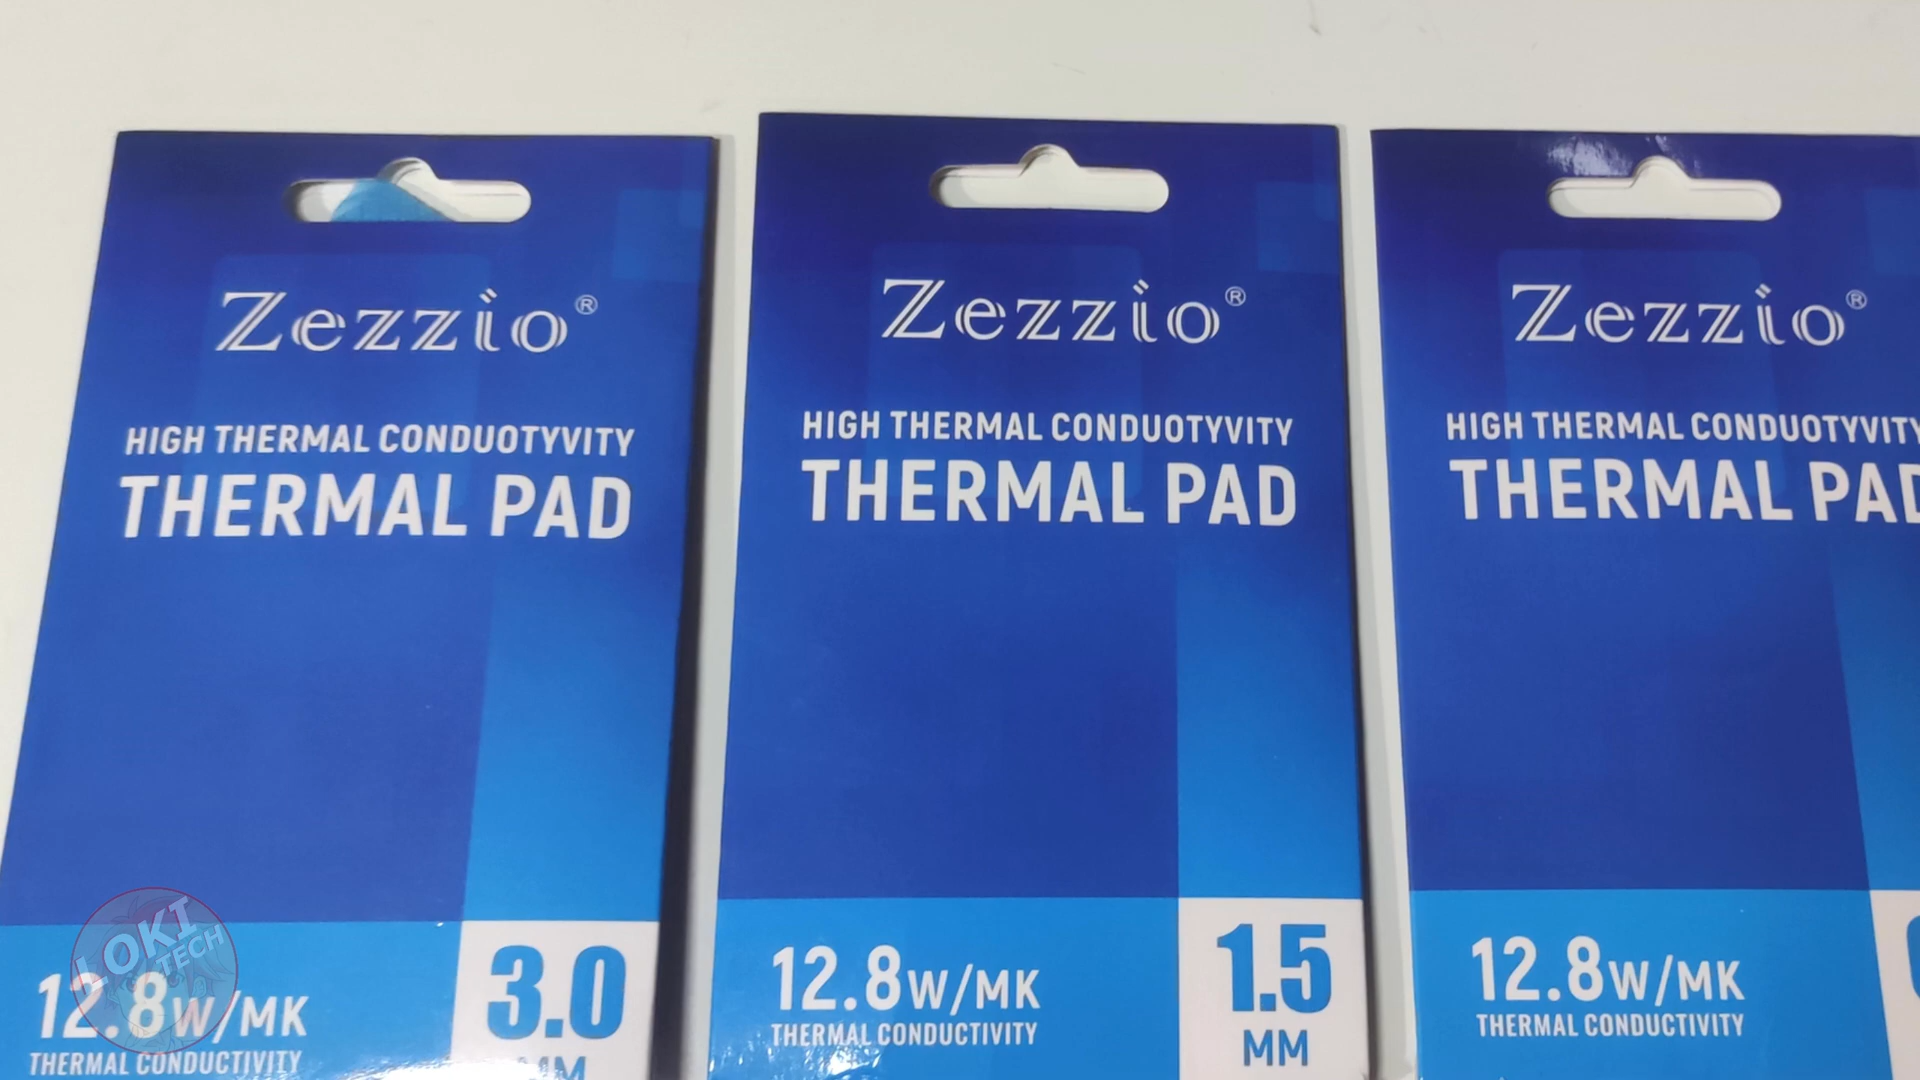 Zezzio®
HIGH THERMAL CONDUOTYVITY
THERMAL PAD
12.8W/MK
THERMAL CONDUCTIVITY
3.0
MM
LOKI
TECH
Zezzio®
HIGH THERMAL CONDUOTYVITY
THERMAL PAD
12.8W/MK
THERMAL CONDUCTIVITY
1.5
MM
Zezzio®
HIGH THERMAL CONDUOTYVITY
THERMAL PAD
12.8W/MK
THERMAL CONDUCTIVITY